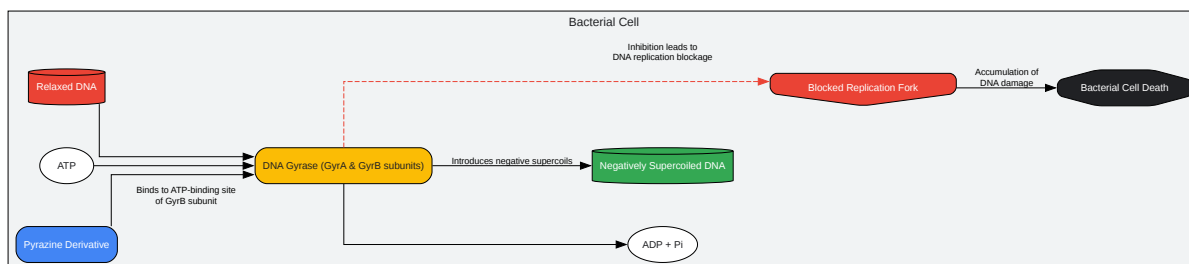 Bacterial Cell
Inhibition leads to
DNA replication blockage
Relaxed DNA
Blocked Replication Fork
Accumulation of
DNA damage
Bacterial Cell Death
ATP
DNA Gyrase (GyrA & GyrB subunits)
Introduces negative supercoils
Negatively Supercoiled DNA
Binds to ATP-binding site
of GyrB subunit
Pyrazine Derivative
ADP + Pi